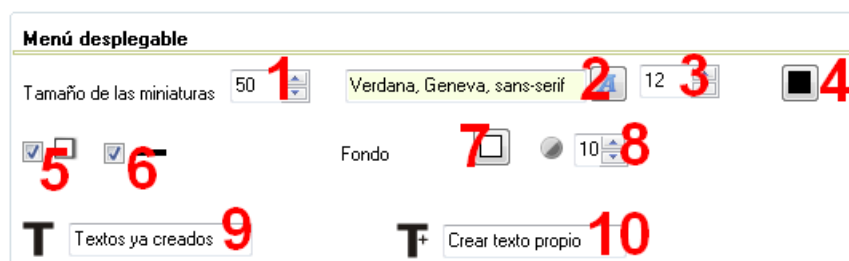 Menú desplegable
Tamaño de las miniaturas 50 1 Verdana, Geneva, sans-serif 2 A 12 3 4
5 6 Fondo 7 10 8
T Textos ya creados 9 T+ Crear texto propio 10